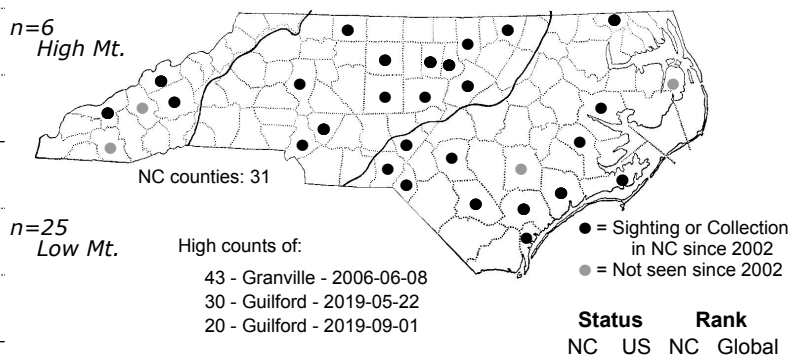 n=6
High Mt.
NC counties: 31
n=25
Low Mt.
High counts of:
43 - Granville - 2006-06-08
30 - Guilford - 2019-05-22
20 - Guilford - 2019-09-01
● = Sighting or Collection
in NC since 2002
● = Not seen since 2002
Status Rank
NC US NC Global